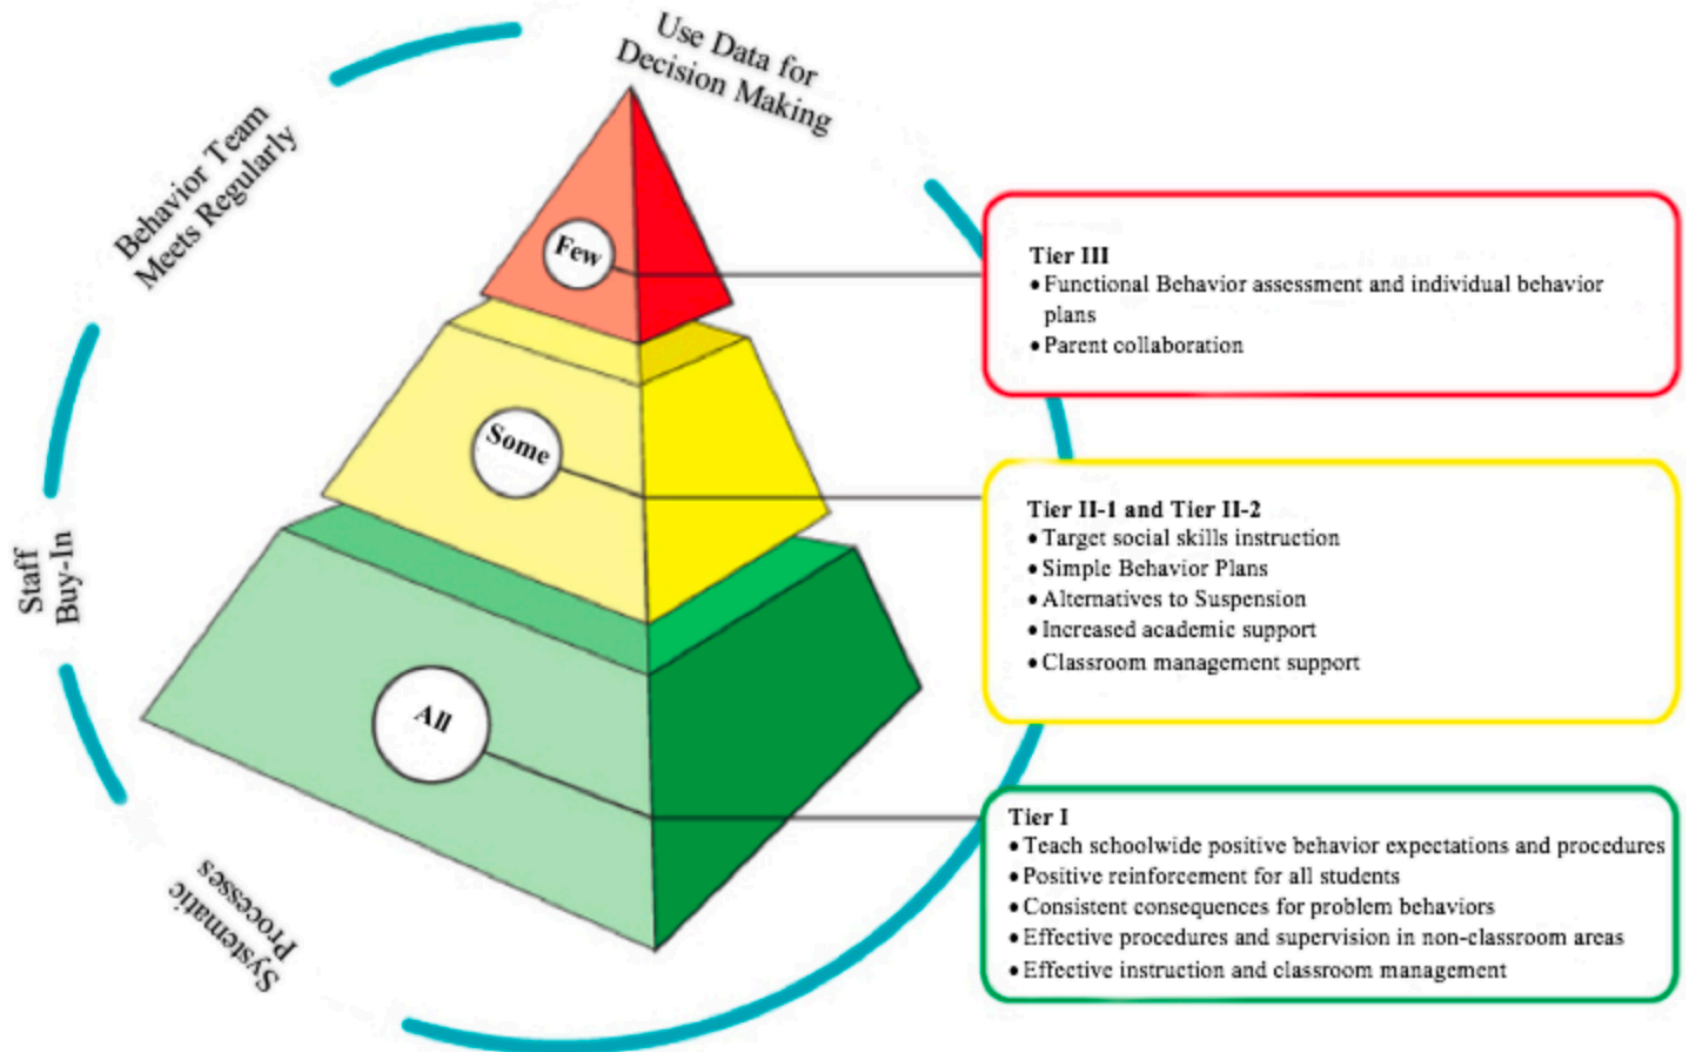 Use Data for
Decision Making
Behavior Team
Meets Regularly
Staff
Buy-In
Systematic
Processes
Few
Some
All
Tier III
• Functional Behavior assessment and individual behavior
plans
• Parent collaboration
Tier II-1 and Tier II-2
• Target social skills instruction
• Simple Behavior Plans
• Alternatives to Suspension
• Increased academic support
• Classroom management support
Tier I
• Teach schoolwide positive behavior expectations and procedures
• Positive reinforcement for all students
• Consistent consequences for problem behaviors
• Effective procedures and supervision in non-classroom areas
• Effective instruction and classroom management